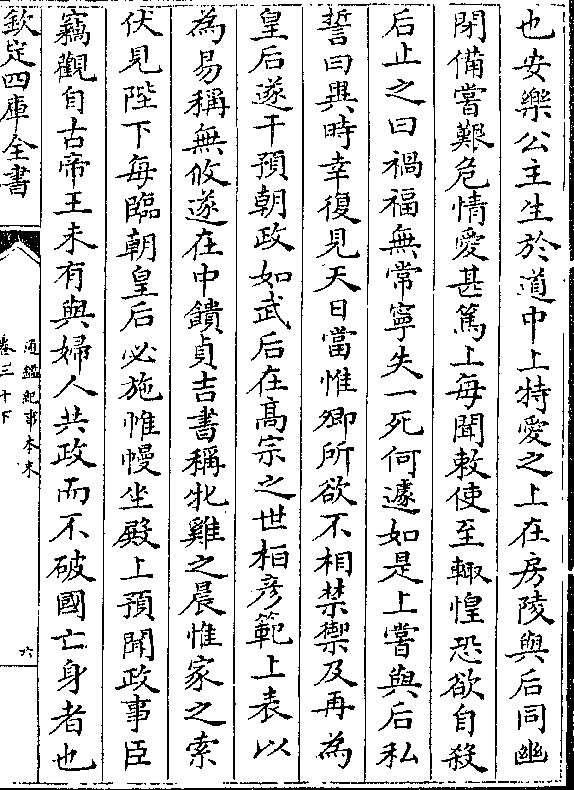 也安樂公主生於道中上特愛之上在房陵與后同幽
閉備嘗艱危情愛甚篤上每聞敕使至輙惶恐欲自殺
后止之曰禍福無常寧失一死何遽如是上嘗與后私
誓曰異時幸復見天日當惟卿所欲不相禁禦及再為
皇后遂干預朝政如武后在髙宗之世桓彦範上表以
為易稱無攸遂在中饋貞吉書稱牝雞之晨惟家之索
伏見陛下每臨朝皇后必施帷幔坐殿上預聞政事臣
竊觀自古帝王未有與婦人共政而不破國亡身者也
欽定四庫全書
通鑑紀事本末
卷三十下
六